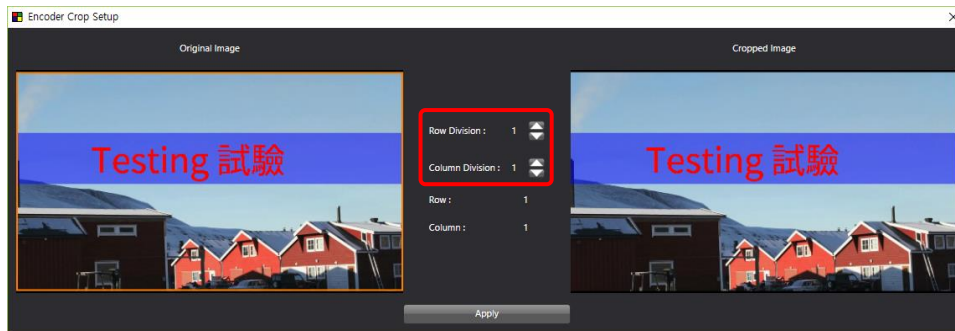 Encoder Crop Setup
Original Image
Cropped Image
Testing 試驗
Row Division : 1
Column Division : 1
Row : 1
Column : 1
Testing 試驗
Apply